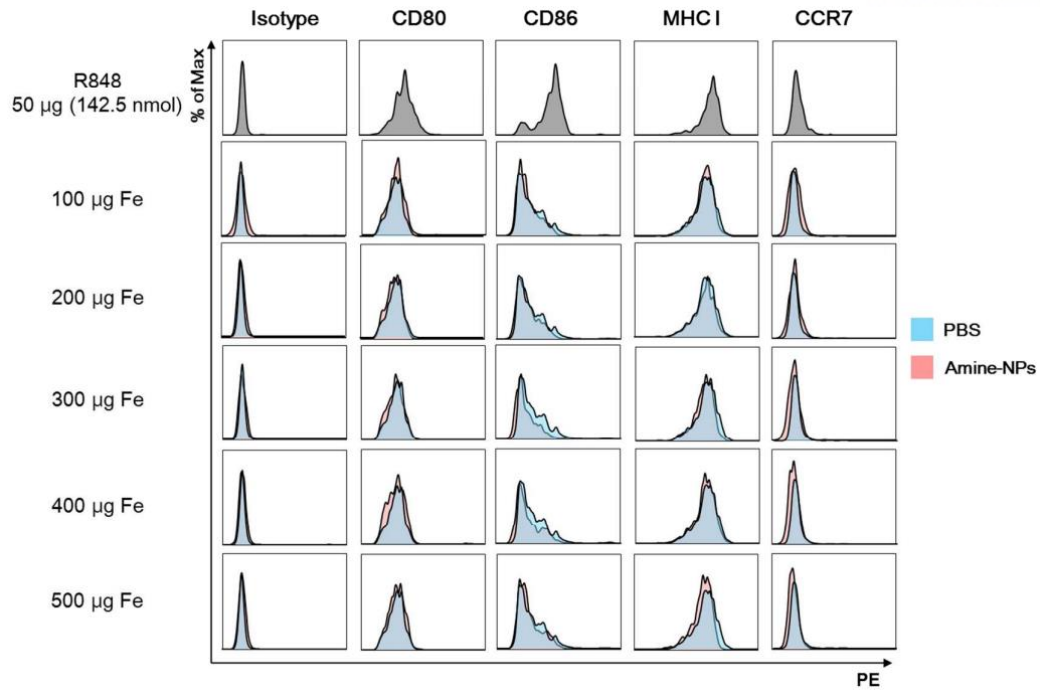 Isotype CD80 CD86 MHC I CCR7
% of Max
R848
50 µg (142.5 nmol)
100 µg Fe
200 µg Fe
300 µg Fe
400 µg Fe
500 µg Fe
PBS
Amine-NPs
PE